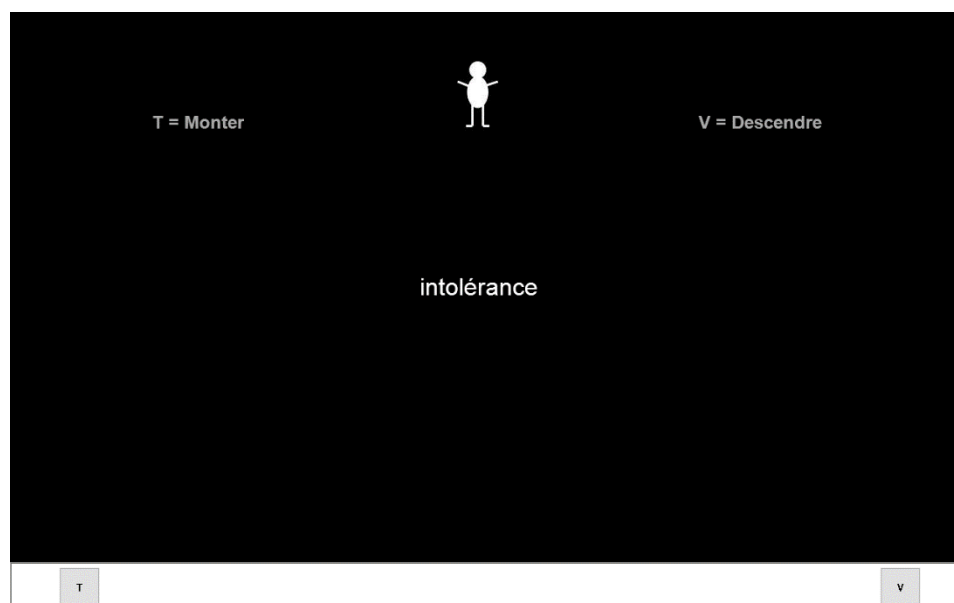 T = Monter
V = Descendre
intolérance
T
V